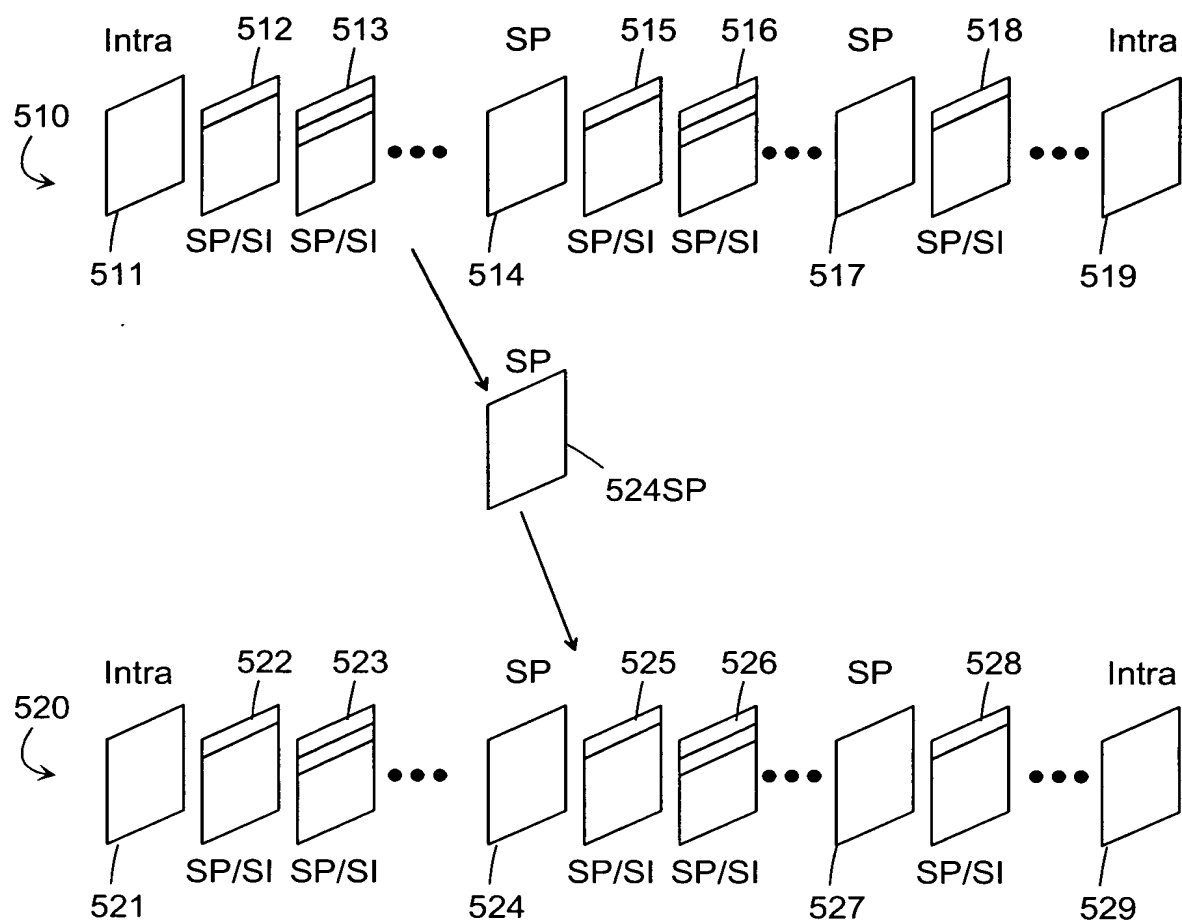 512 513 515 516 518
Intra SP SP Intra
510
SP/SI SP/SI SP/SI SP/SI SP/SI
511 514 517 519
SP
524SP
522 523 525 526 528
Intra SP SP Intra
520
SP/SI SP/SI SP/SI SP/SI SP/SI
521 524 527 529